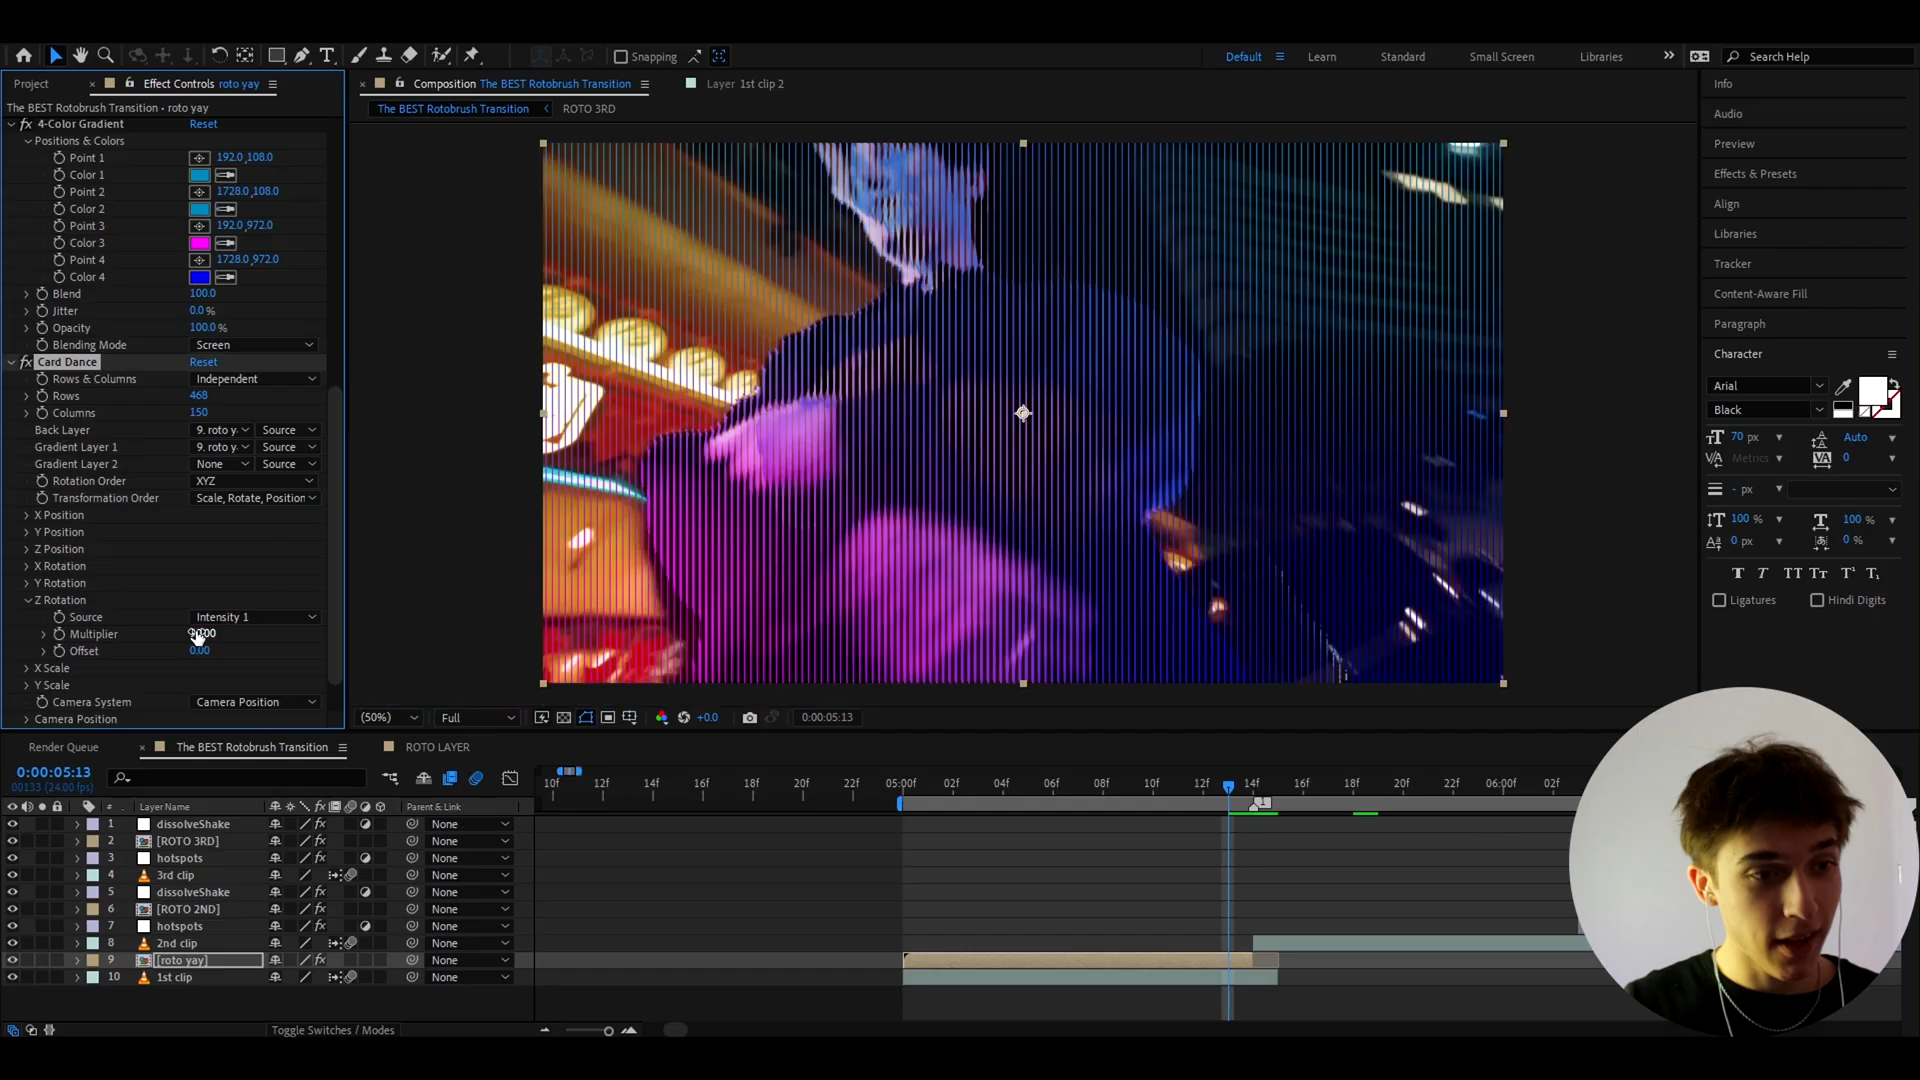 Snapping
Default
Learn
Standard
Small Screen
Libraries
Search Help
Project
Effect Controls roto yay
Composition The BEST Rotobrush Transition
Layer 1st clip 2
Info
The BEST Rotobrush Transition • roto yay
The BEST Rotobrush Transition
ROTO 3RD
Audio
fx 4-Color Gradient Reset
Positions & Colors
Preview
Point 1 192.0,108.0
Color 1
Effects & Presets
Point 2 1728.0,108.0
Color 2
Align
Point 3 192.0,972.0
Libraries
Color 3
Point 4 1728.0,972.0
Tracker
Color 4
Blend 100.0
Content-Aware Fill
Jitter 0.0 %
Paragraph
Opacity 100.0 %
Blending Mode Screen
Character
fx Card Dance Reset
Rows & Columns Independent
Arial
Rows 468
Black
Columns 150
Back Layer 9. roto y Source
70 px Auto
Gradient Layer 1 9. roto y Source
Metrics 0
Gradient Layer 2 None Source
Rotation Order XYZ
- px
Transformation Order Scale, Rotate, Position
X Position
100 % 100 %
Y Position
0 px 0 %
Z Position
X Rotation
T T TT Tт T¹ T₁
Y Rotation
Z Rotation
Ligatures Hindi Digits
Source Intensity 1
Multiplier
Offset 0.00
X Scale
Y Scale
Camera System Camera Position
Camera Position
(50%) Full +0.0 0:00:05:13
Render Queue
The BEST Rotobrush Transition
ROTO LAYER
0:00:05:13
00133 (24.00 fps)
10f 12f 14f 16f 18f 20f 22f 05:00f 02f 04f 06f 08f 10f 12f 14f 16f 18f 20f 22f 06:00f 02f
# Layer Name fx Parent & Link
1
1 dissolveShake fx None
2 [ROTO 3RD] fx None
3 hotspots fx None
4 3rd clip None
5 dissolveShake fx None
6 [ROTO 2ND] fx None
7 hotspots fx None
8 2nd clip None
9 [roto yay] fx None
10 1st clip None
Toggle Switches / Modes